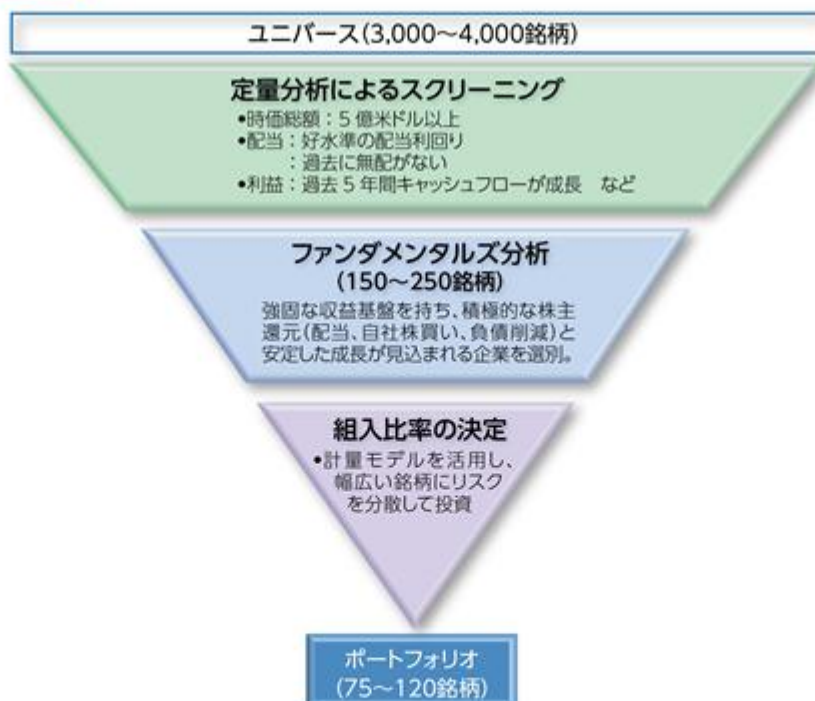 ユニバース(3,000〜4,000銘柄)
定量分析によるスクリーニング
•時価総額：5億米ドル以上
•配当：好水準の配当利回り
：過去に無配がない
•利益：過去5年間キャッシュフローが成長　など
ファンダメンタルズ分析
(150〜250銘柄)
強固な収益基盤を持ち、積極的な株主
還元(配当、自社株買い、負債削減)と
安定した成長が見込まれる企業を選別。
組入比率の決定
•計量モデルを活用し、
幅広い銘柄にリスク
を分散して投資
ポートフォリオ
(75〜120銘柄)